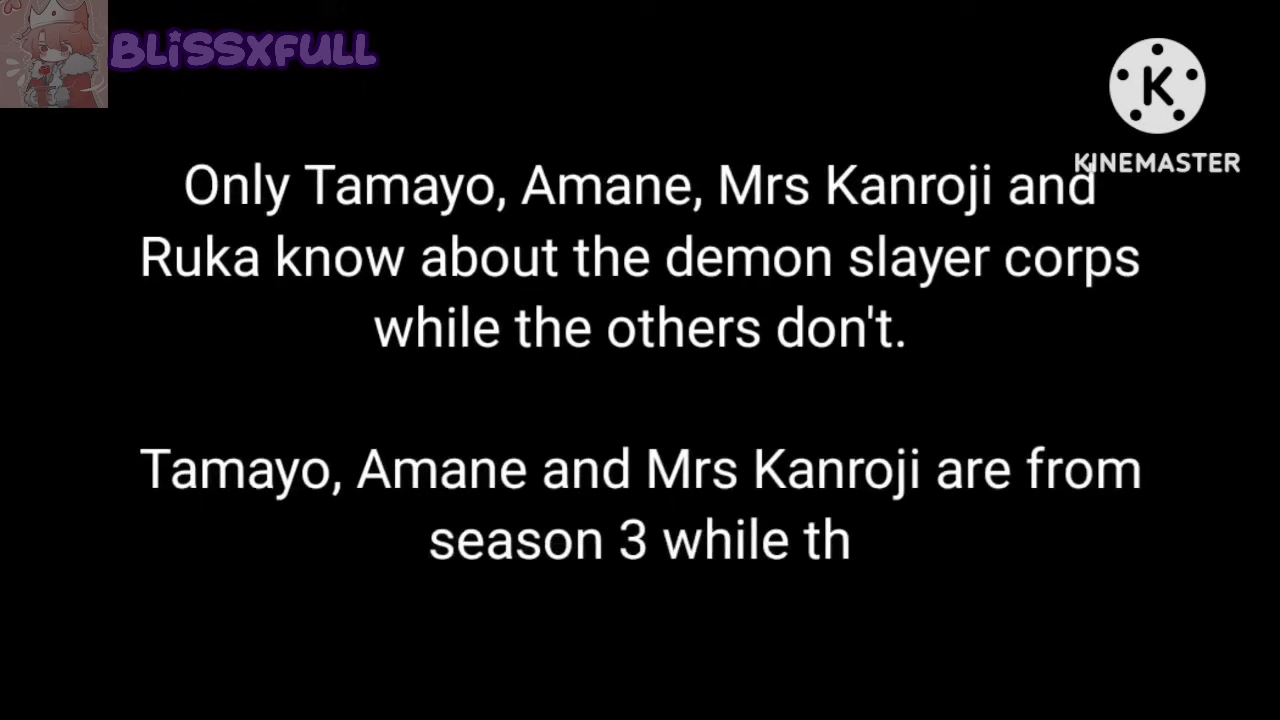 BLiSSXFULL
K
KINEMASTER
Only Tamayo, Amane, Mrs Kanroji and
Ruka know about the demon slayer corps
while the others don't.
Tamayo, Amane and Mrs Kanroji are from
season 3 while th